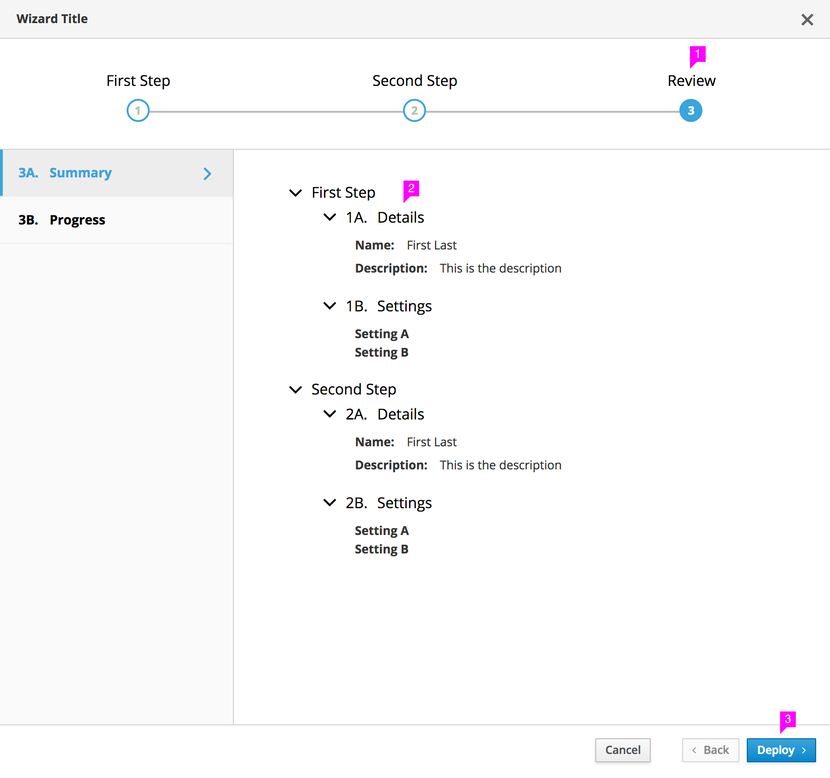 Wizard Title
1
First Step Second Step Review
1 2 3
3A. Summary
3B. Progress
First Step 2
1A. Details
Name: First Last
Description: This is the description
1B. Settings
Setting A
Setting B
Second Step
2A. Details
Name: First Last
Description: This is the description
2B. Settings
Setting A
Setting B
3
Cancel < Back Deploy >